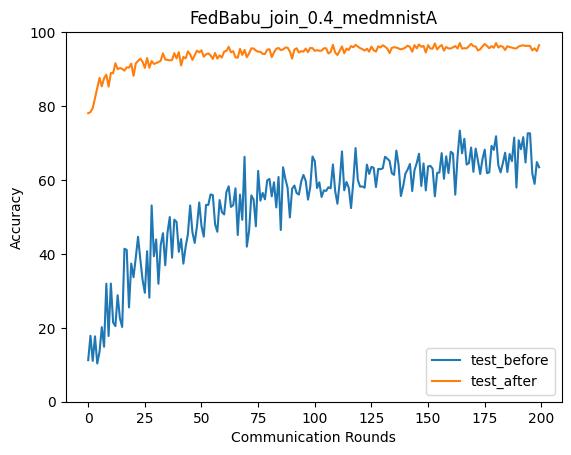 FedBabu_join_0.4_medmnistA
100
80
60
40
20
0
Accuracy
0 25 50 75 100 125 150 175 200
Communication Rounds
test_before
test_after